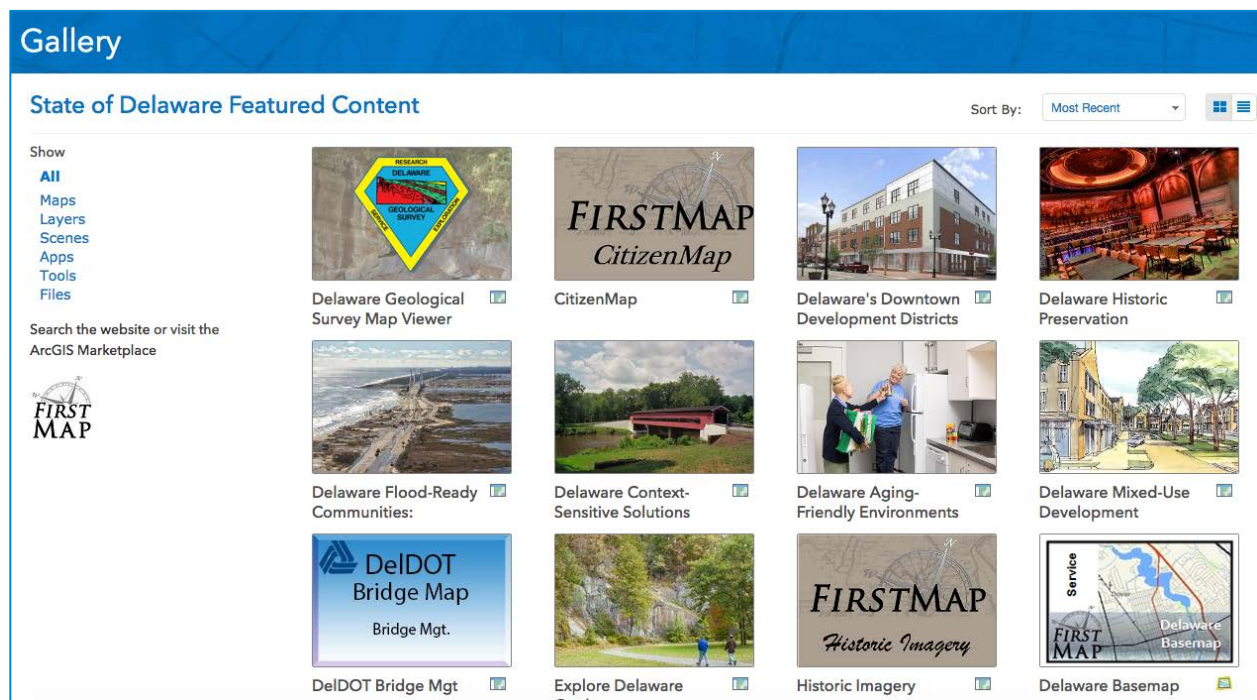 Gallery
State of Delaware Featured Content
Sort By:
Most Recent
Show
All
Maps
Layers
Scenes
Apps
Tools
Files
Search the website or visit the
ArcGIS Marketplace
FIRST
MAP
RESEARCH
DELAWARE
GEOLOGICAL
SURVEY
SERVICE
EXPLORATION
Delaware Geological
Survey Map Viewer
FIRSTMAP
CitizenMap
CitizenMap
Delaware's Downtown
Development Districts
Delaware Historic
Preservation
Delaware Flood-Ready
Communities:
Delaware Context-
Sensitive Solutions
Delaware Aging-
Friendly Environments
Delaware Mixed-Use
Development
DelDOT
Bridge Map
Bridge Mgt.
DelDOT Bridge Mgt
Explore Delaware
FIRSTMAP
Historic Imagery
Historic Imagery
Service
Dover
FIRST
MAP
Delaware
Basemap
Delaware Basemap